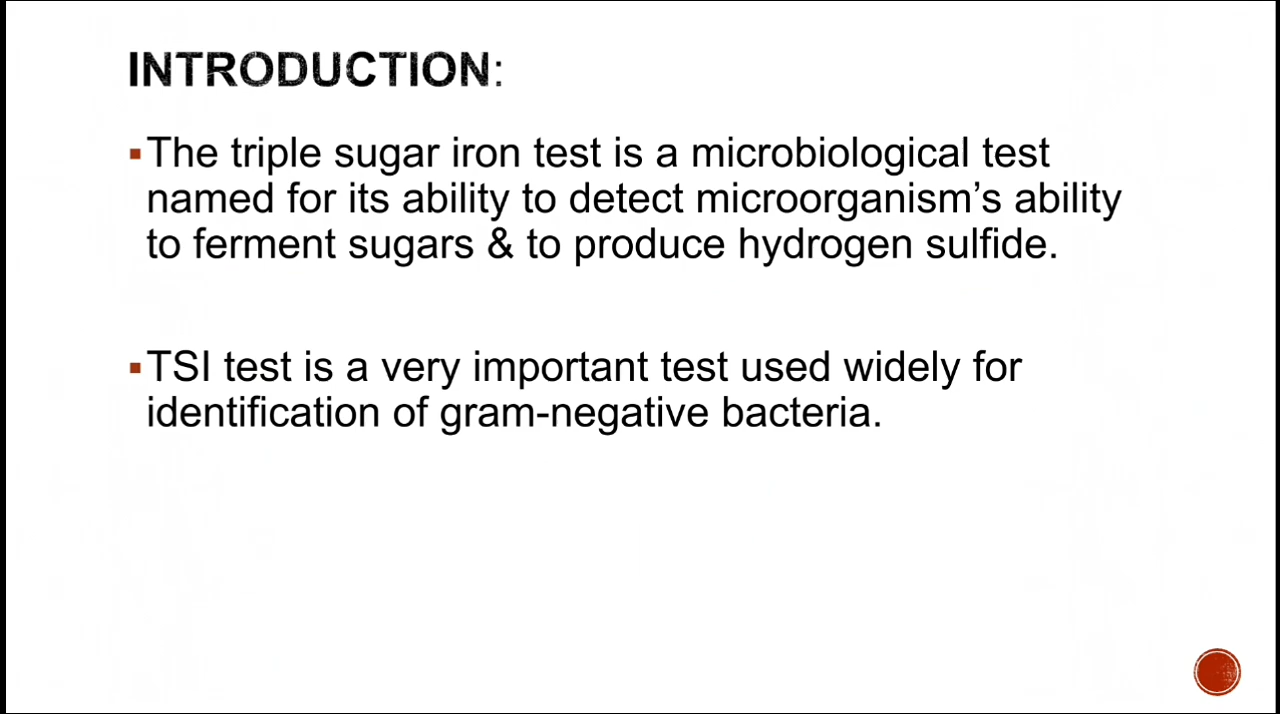 INTRODUCTION:
▪The triple sugar iron test is a microbiological test
named for its ability to detect microorganism’s ability
to ferment sugars & to produce hydrogen sulfide.
▪TSI test is a very important test used widely for
identification of gram-negative bacteria.